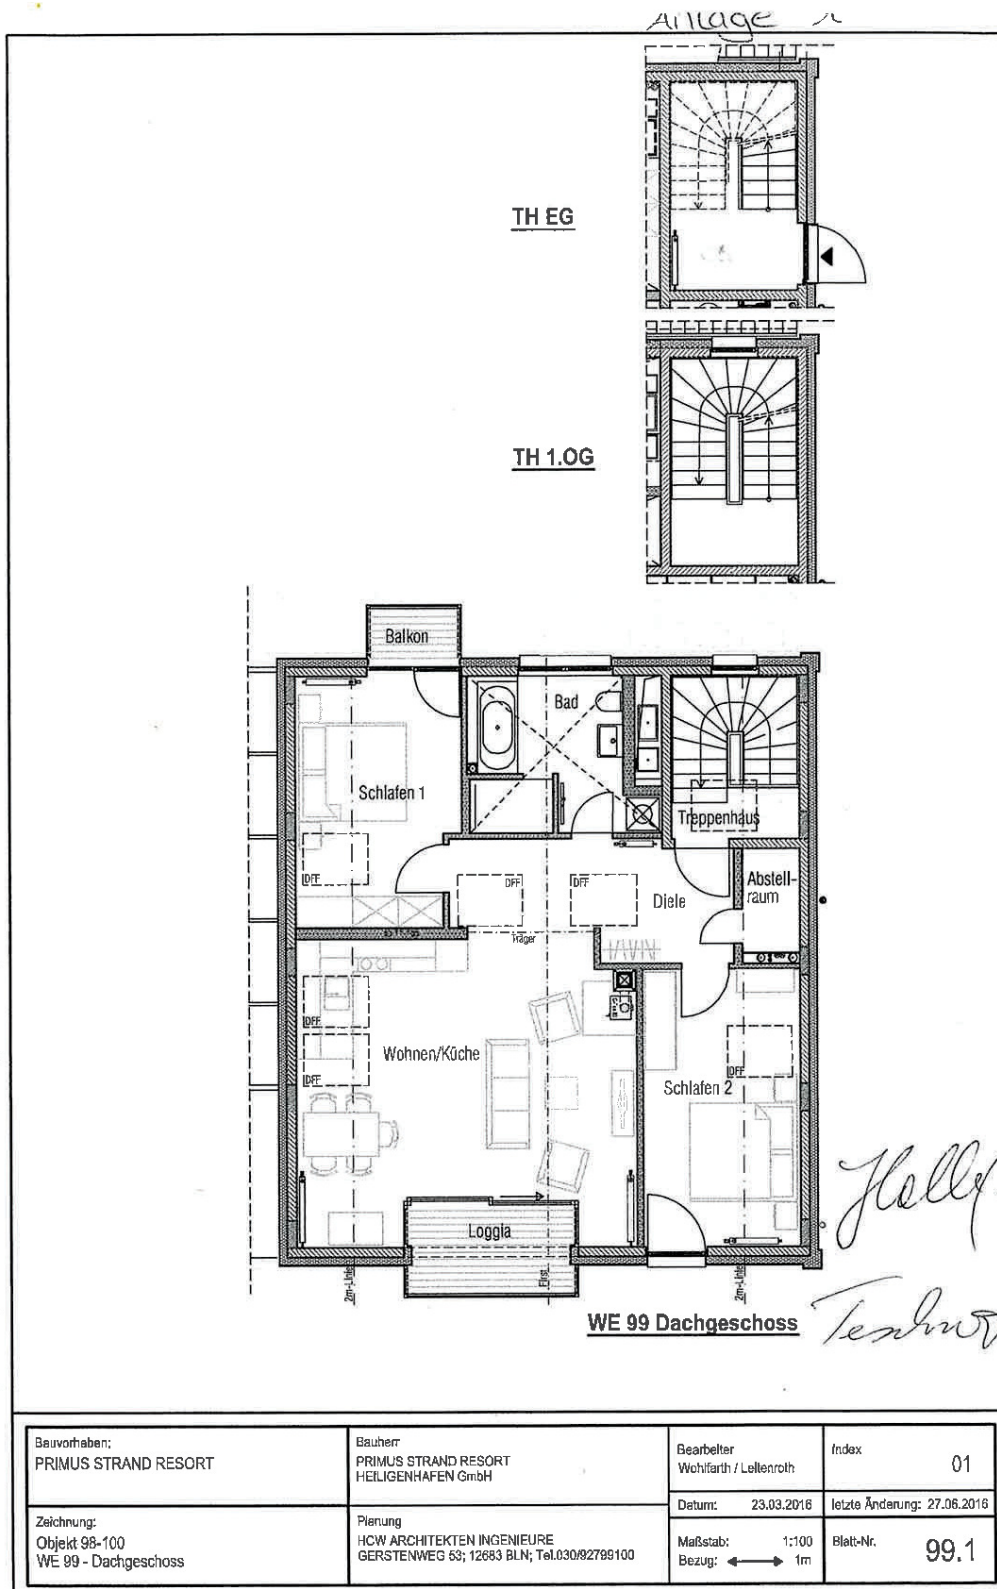 Anlage
TH EG
TH 1.OG
Balkon
Bad
Schlafen 1
Treppenhaus
DFF
DFF
DFF
Diele
Abstell-
raum
Träger
DFF
Wohnen/Küche
DFF
DFF
Schlafen 2
Loggia
2m-Linie
First
2m-Linie
WE 99 Dachgeschoss
Bauvorhaben:
PRIMUS STRAND RESORT
Bauherr
PRIMUS STRAND RESORT
HEILIGENHAFEN GmbH
Bearbeiter
Wohlfarth / Leitenroth
Index
01
Datum: 23.03.2016
letzte Änderung: 27.06.2016
Zeichnung:
Objekt 98-100
WE 99 - Dachgeschoss
Planung
HCW ARCHITEKTEN INGENIEURE
GERSTENWEG 53; 12683 BLN; Tel.030/92799100
Maßstab: 1:100
Bezug: 1m
Blatt-Nr. 99.1